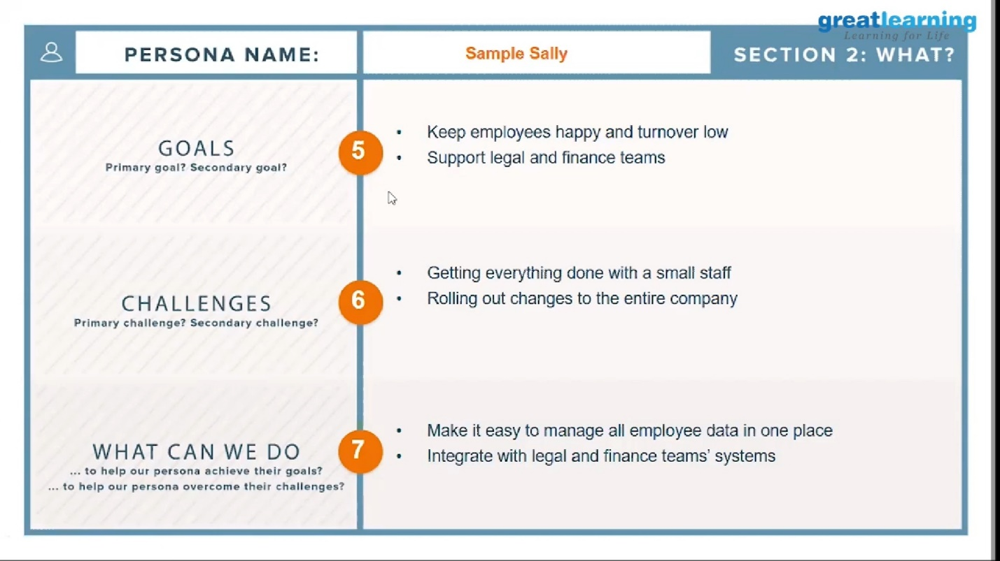 greatlearning
Learning for Life
PERSONA NAME:
Sample Sally
SECTION 2: WHAT?
GOALS
Primary goal? Secondary goal?
5
• Keep employees happy and turnover low
• Support legal and finance teams
CHALLENGES
Primary challenge? Secondary challenge?
6
• Getting everything done with a small staff
• Rolling out changes to the entire company
WHAT CAN WE DO
... to help our persona achieve their goals?
... to help our persona overcome their challenges?
7
• Make it easy to manage all employee data in one place
• Integrate with legal and finance teams’ systems